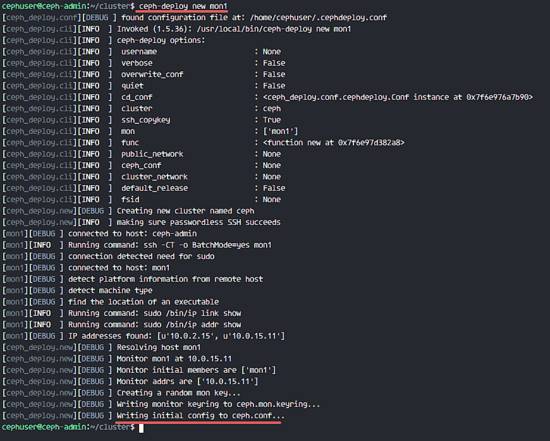 cephuser@ceph-admin:~/cluster$ ceph-deploy new mon1
[ceph_deploy.conf][DEBUG ] found configuration file at: /home/cephuser/.cephdeploy.conf
[ceph_deploy.cli][INFO  ] Invoked (1.5.36): /usr/local/bin/ceph-deploy new mon1
[ceph_deploy.cli][INFO  ] ceph-deploy options:
[ceph_deploy.cli][INFO  ]  username                      : None
[ceph_deploy.cli][INFO  ]  verbose                       : False
[ceph_deploy.cli][INFO  ]  overwrite_conf                : False
[ceph_deploy.cli][INFO  ]  quiet                         : False
[ceph_deploy.cli][INFO  ]  cd_conf                       : <ceph_deploy.conf.cephdeploy.Conf instance at 0x7f6e976a7b90>
[ceph_deploy.cli][INFO  ]  cluster                       : ceph
[ceph_deploy.cli][INFO  ]  ssh_copykey                   : True
[ceph_deploy.cli][INFO  ]  mon                           : ['mon1']
[ceph_deploy.cli][INFO  ]  func                          : <function new at 0x7f6e97d382a8>
[ceph_deploy.cli][INFO  ]  public_network                : None
[ceph_deploy.cli][INFO  ]  ceph_conf                     : None
[ceph_deploy.cli][INFO  ]  cluster_network               : None
[ceph_deploy.cli][INFO  ]  default_release               : False
[ceph_deploy.cli][INFO  ]  fsid                          : None
[ceph_deploy.new][DEBUG ] Creating new cluster named ceph
[ceph_deploy.new][INFO  ] making sure passwordless SSH succeeds
[mon1][DEBUG ] connected to host: ceph-admin
[mon1][INFO  ] Running command: ssh -CT -o BatchMode=yes mon1
[mon1][DEBUG ] connection detected need for sudo
[mon1][DEBUG ] connected to host: mon1
[mon1][DEBUG ] detect platform information from remote host
[mon1][DEBUG ] detect machine type
[mon1][DEBUG ] find the location of an executable
[mon1][INFO  ] Running command: sudo /bin/ip link show
[mon1][INFO  ] Running command: sudo /bin/ip addr show
[mon1][DEBUG ] IP addresses found: [u'10.0.2.15', u'10.0.15.11']
[ceph_deploy.new][DEBUG ] Resolving host mon1
[ceph_deploy.new][DEBUG ] Monitor mon1 at 10.0.15.11
[ceph_deploy.new][DEBUG ] Monitor initial members are ['mon1']
[ceph_deploy.new][DEBUG ] Monitor addrs are ['10.0.15.11']
[ceph_deploy.new][DEBUG ] Creating a random mon key...
[ceph_deploy.new][DEBUG ] Writing monitor keyring to ceph.mon.keyring...
[ceph_deploy.new][DEBUG ] Writing initial config to ceph.conf...
cephuser@ceph-admin:~/cluster$